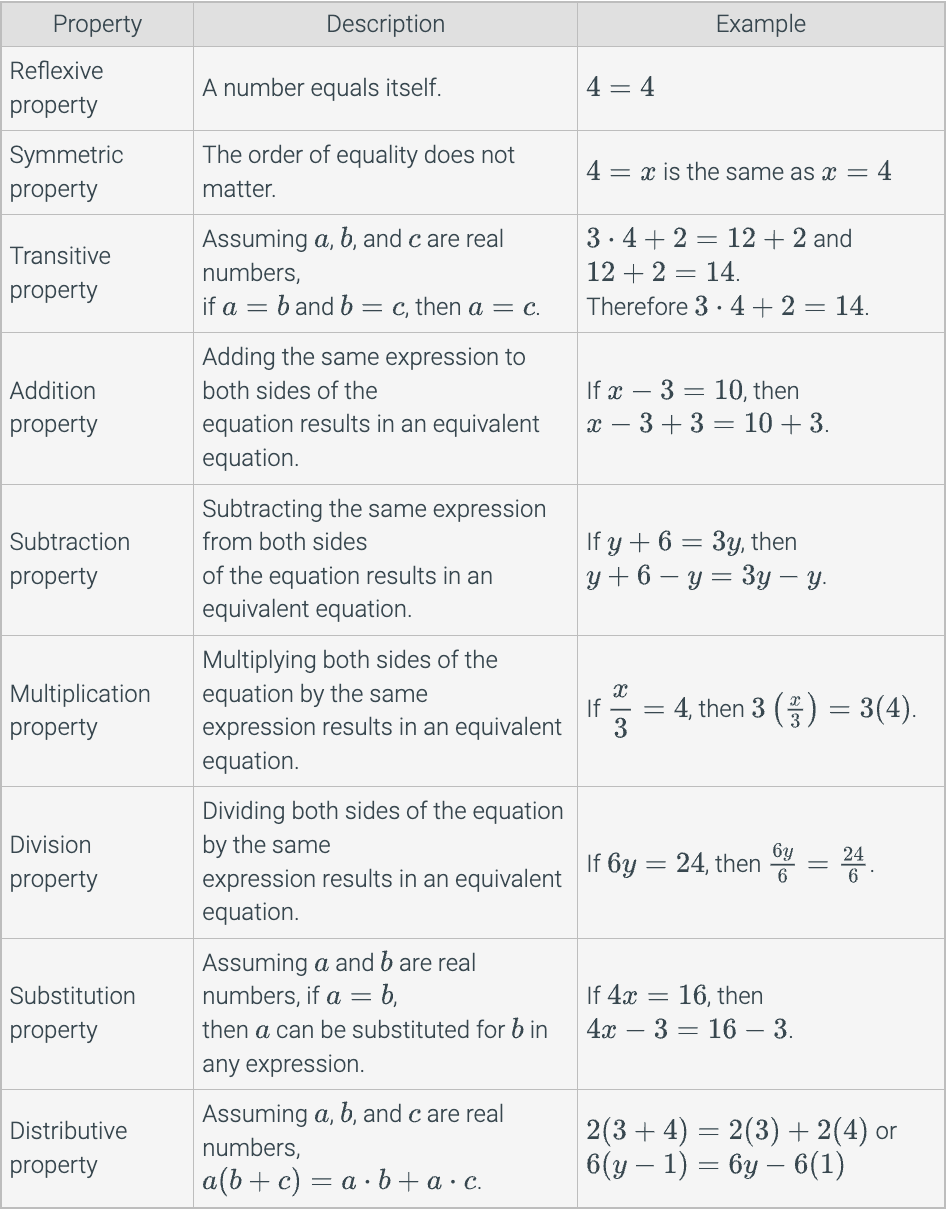 Property Description Example
Reflexive
property
A number equals itself.
4 = 4
Symmetric
property
The order of equality does not
matter.
4 = x is the same as x = 4
Transitive
property
Assuming a, b, and c are real
numbers,
if a = b and b = c, then a = c.
3 · 4 + 2 = 12 + 2 and
12 + 2 = 14.
Therefore 3 · 4 + 2 = 14.
Addition
property
Adding the same expression to
both sides of the
equation results in an equivalent
equation.
If x − 3 = 10, then
x − 3 + 3 = 10 + 3.
Subtraction
property
Subtracting the same expression
from both sides
of the equation results in an
equivalent equation.
If y + 6 = 3y, then
y + 6 − y = 3y − y.
Multiplication
property
Multiplying both sides of the
equation by the same
expression results in an equivalent
equation.
If x/3 = 4, then 3 (x/3) = 3(4).
Division
property
Dividing both sides of the equation
by the same
expression results in an equivalent
equation.
If 6y = 24, then 6y/6 = 24/6.
Substitution
property
Assuming a and b are real
numbers, if a = b,
then a can be substituted for b in
any expression.
If 4x = 16, then
4x − 3 = 16 − 3.
Distributive
property
Assuming a, b, and c are real
numbers,
a(b + c) = a · b + a · c.
2(3 + 4) = 2(3) + 2(4) or
6(y − 1) = 6y − 6(1)